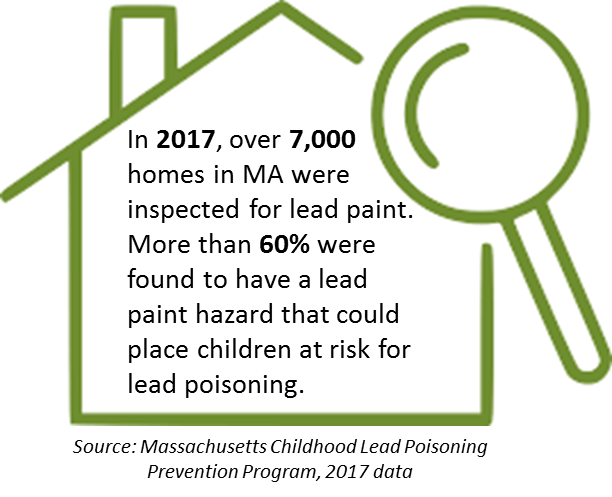 In 2017, over 7,000
homes in MA were
inspected for lead paint.
More than 60% were
found to have a lead
paint hazard that could
place children at risk for
lead poisoning.
Source: Massachusetts Childhood Lead Poisoning
Prevention Program, 2017 data